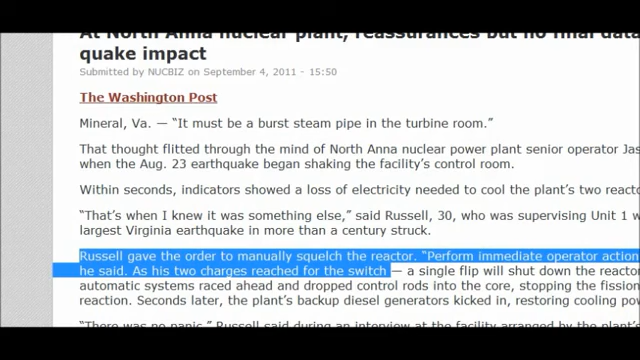 At North Anna nuclear plant, reassurances but no final data
quake impact
Submitted by NUCBIZ on September 4, 2011 - 15:50
The Washington Post
Mineral, Va. — “It must be a burst steam pipe in the turbine room.”
That thought flitted through the mind of North Anna nuclear power plant senior operator Jas
when the Aug. 23 earthquake began shaking the facility’s control room.
Within seconds, indicators showed a loss of electricity needed to cool the plant’s two reacto
“That’s when I knew it was something else,” said Russell, 30, who was supervising Unit 1 w
largest Virginia earthquake in more than a century struck.
Russell gave the order to manually squelch the reactor. “Perform immediate operator action
he said. As his two charges reached for the switch — a single flip will shut down the reactor
automatic systems raced ahead and dropped control rods into the core, stopping the fission
reaction. Seconds later, the plant’s backup diesel generators kicked in, restoring cooling pow
“There was no panic,” Russell said during an interview at the facility arranged by the plant’s